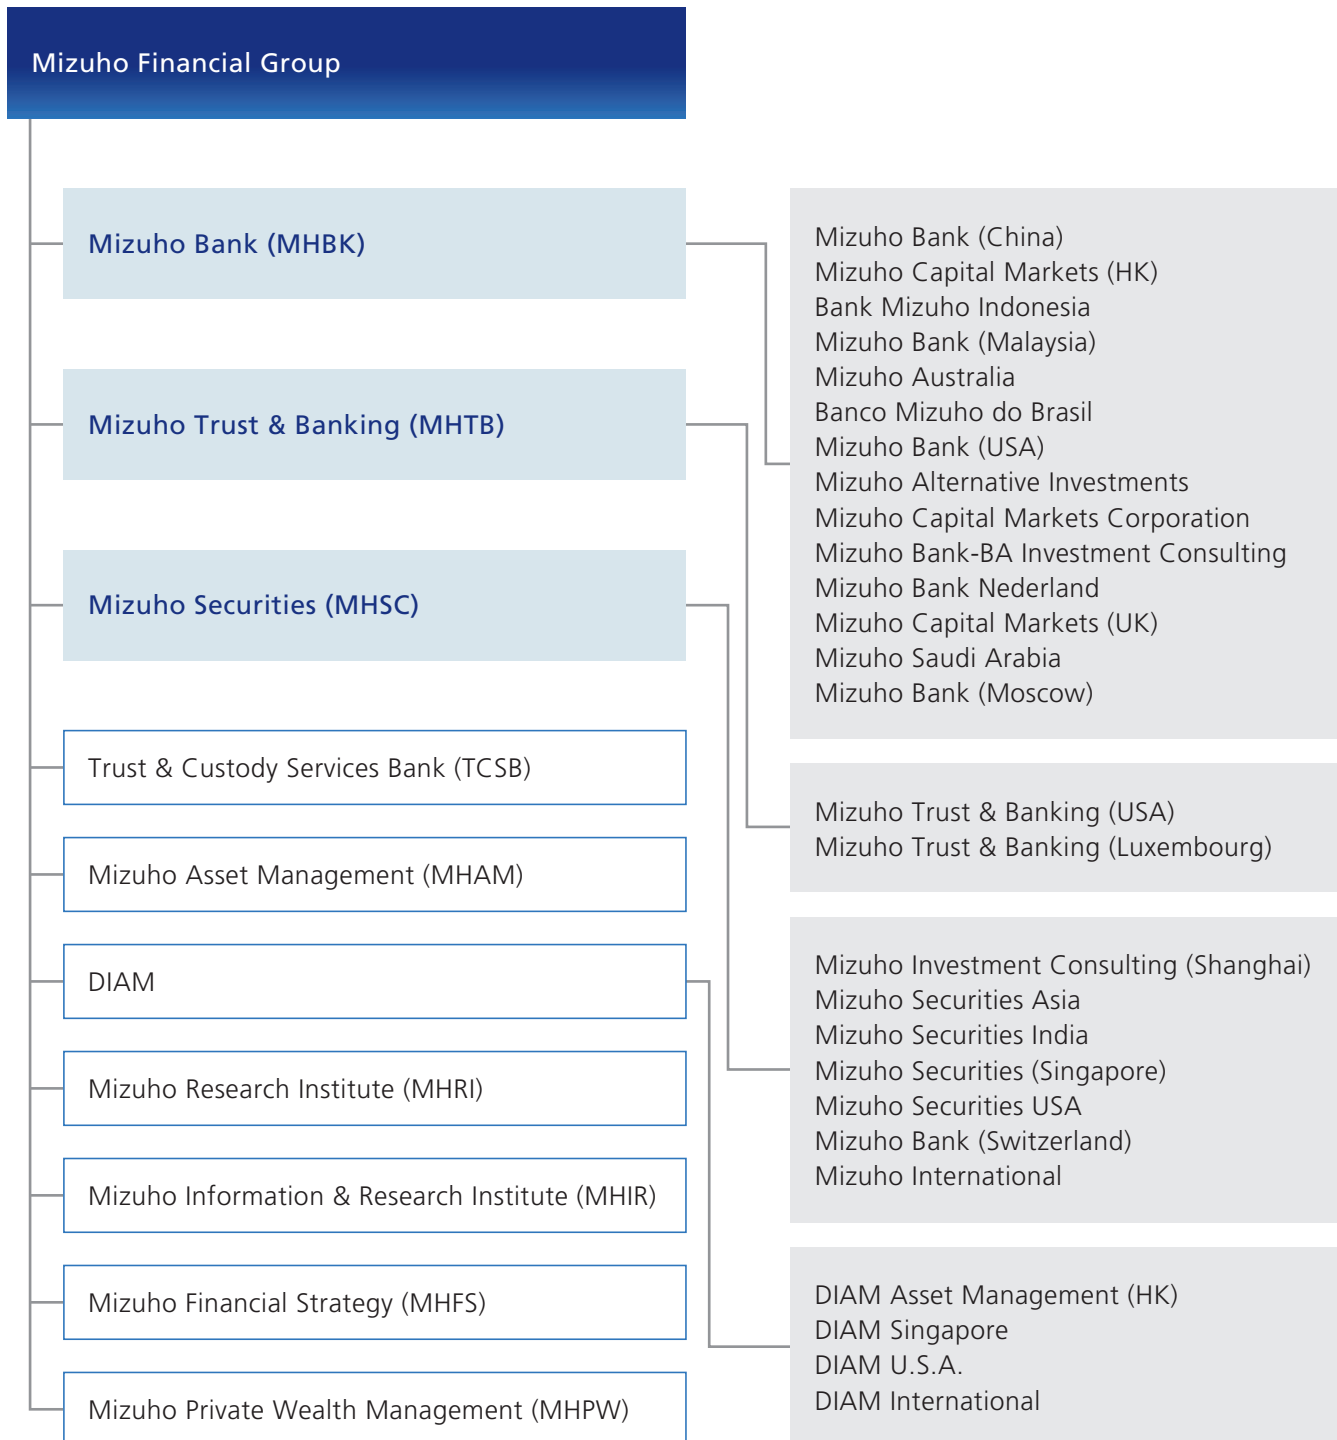 Mizuho Financial Group
Mizuho Bank (MHBK)
Mizuho Trust & Banking (MHTB)
Mizuho Securities (MHSC)
Trust & Custody Services Bank (TCSB)
Mizuho Asset Management (MHAM)
DIAM
Mizuho Research Institute (MHRI)
Mizuho Information & Research Institute (MHIR)
Mizuho Financial Strategy (MHFS)
Mizuho Private Wealth Management (MHPW)
Mizuho Bank (China)
Mizuho Capital Markets (HK)
Bank Mizuho Indonesia
Mizuho Bank (Malaysia)
Mizuho Australia
Banco Mizuho do Brasil
Mizuho Bank (USA)
Mizuho Alternative Investments
Mizuho Capital Markets Corporation
Mizuho Bank-BA Investment Consulting
Mizuho Bank Nederland
Mizuho Capital Markets (UK)
Mizuho Saudi Arabia
Mizuho Bank (Moscow)
Mizuho Trust & Banking (USA)
Mizuho Trust & Banking (Luxembourg)
Mizuho Investment Consulting (Shanghai)
Mizuho Securities Asia
Mizuho Securities India
Mizuho Securities (Singapore)
Mizuho Securities USA
Mizuho Bank (Switzerland)
Mizuho International
DIAM Asset Management (HK)
DIAM Singapore
DIAM U.S.A.
DIAM International